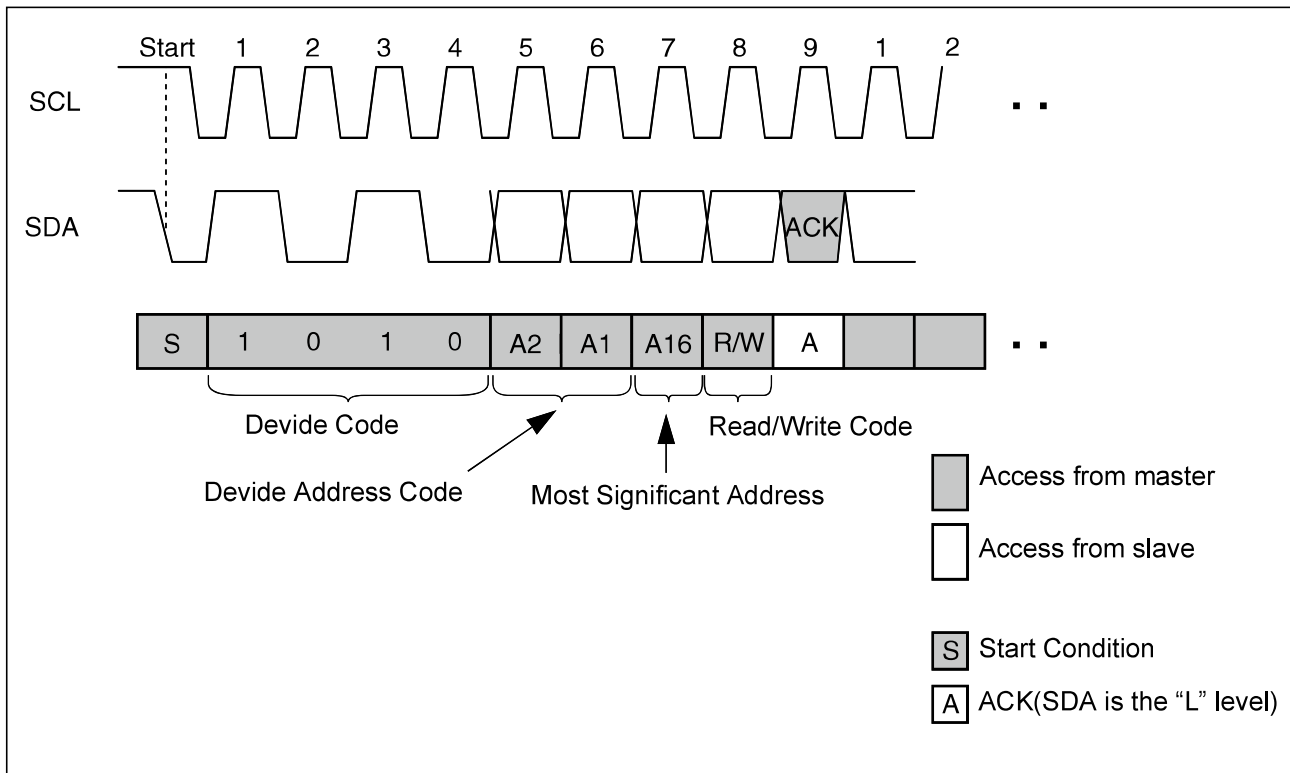 Start 1 2 3 4 5 6 7 8 9 1 2
SCL
SDA
ACK
S 1 0 1 0 A2 A1 A16 R/W A
Devide Code
Read/Write Code
Devide Address Code
Most Significant Address
Access from master
Access from slave
S Start Condition
A ACK(SDA is the “L” level)